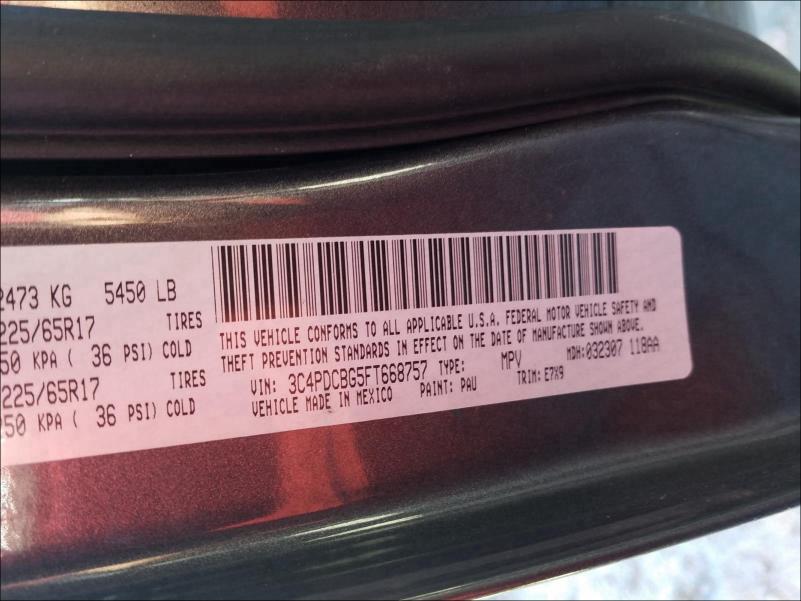 2473 KG 5450 LB
225/65R17 TIRES
250 KPA ( 36 PSI) COLD
225/65R17 TIRES
250 KPA ( 36 PSI) COLD
THIS VEHICLE CONFORMS TO ALL APPLICABLE U.S.A. FEDERAL MOTOR VEHICLE SAFETY AND
THEFT PREVENTION STANDARDS IN EFFECT ON THE DATE OF MANUFACTURE SHOWN ABOVE.
VIN: 3C4PDCBG5FT668757 TYPE: MPV MDH:032307 118AA
VEHICLE MADE IN MEXICO PAINT: PAU TRIM: E7X9